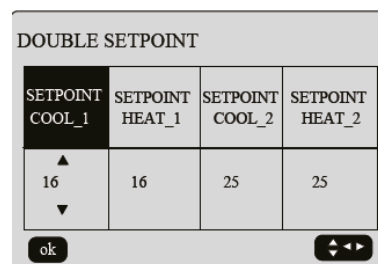 DOUBLE SETPOINT
SETPOINT COOL_1
SETPOINT HEAT_1
SETPOINT COOL_2
SETPOINT HEAT_2
16
16
25
25
ok